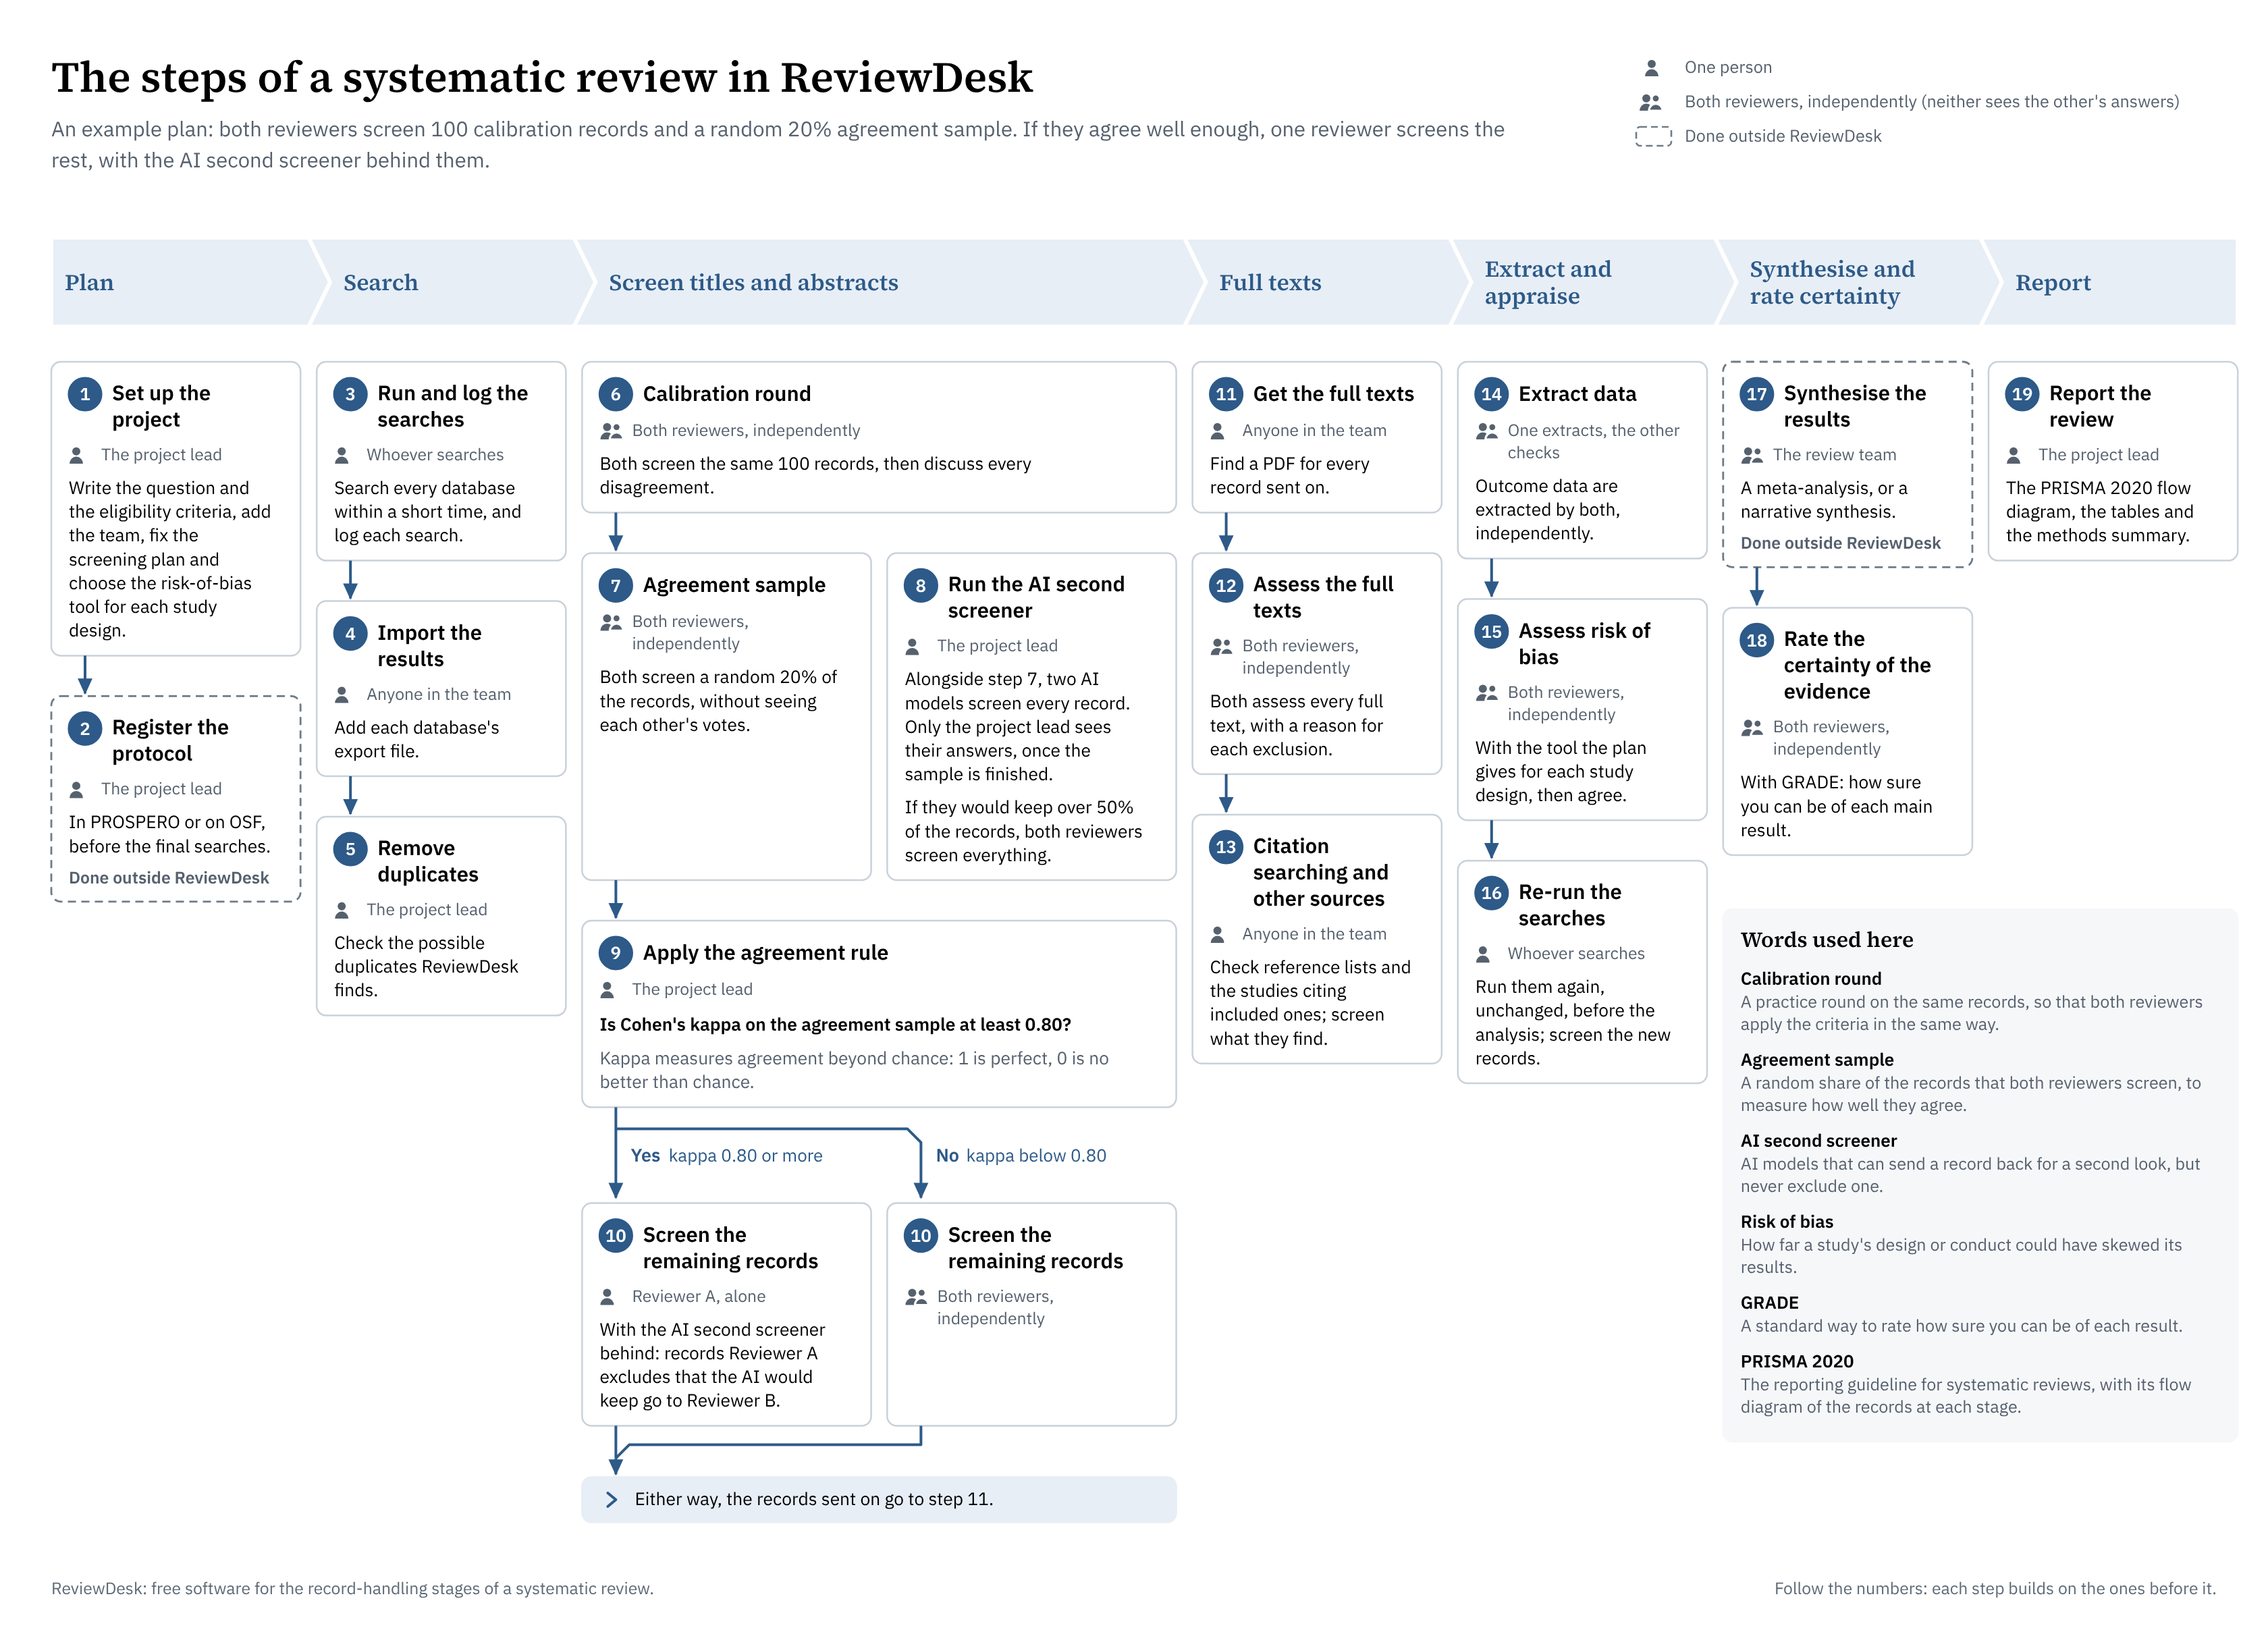 The steps of a systematic review in ReviewDesk
An example plan: both reviewers screen 100 calibration records and a random 20% agreement sample. If they agree well enough, one reviewer screens the
rest, with the AI second screener behind them.
One person
Both reviewers, independently (neither sees the other's answers)
Done outside ReviewDesk
Plan
Search
Screen titles and abstracts
Full texts
Extract and
appraise
Synthesise and
rate certainty
Report
1
Set up the
project
The project lead
Write the question and
the eligibility criteria, add
the team, fix the
screening plan and
choose the risk-of-bias
tool for each study
design.
2
Register the
protocol
The project lead
In PROSPERO or on OSF,
before the final searches.
Done outside ReviewDesk
3
Run and log the
searches
Whoever searches
Search every database
within a short time, and
log each search.
4
Import the
results
Anyone in the team
Add each database's
export file.
5
Remove
duplicates
The project lead
Check the possible
duplicates ReviewDesk
finds.
6
Calibration round
Both reviewers, independently
Both screen the same 100 records, then discuss every
disagreement.
7
Agreement sample
Both reviewers,
independently
Both screen a random 20% of
the records, without seeing
each other's votes.
8
Run the AI second
screener
The project lead
Alongside step 7, two AI
models screen every record.
Only the project lead sees
their answers, once the
sample is finished.
If they would keep over 50%
of the records, both reviewers
screen everything.
9
Apply the agreement rule
The project lead
Is Cohen's kappa on the agreement sample at least 0.80?
Kappa measures agreement beyond chance: 1 is perfect, 0 is no
better than chance.
Yes kappa 0.80 or more
No kappa below 0.80
10
Screen the
remaining records
Reviewer A, alone
With the AI second screener
behind: records Reviewer A
excludes that the AI would
keep go to Reviewer B.
10
Screen the
remaining records
Both reviewers,
independently
Either way, the records sent on go to step 11.
11
Get the full texts
Anyone in the team
Find a PDF for every
record sent on.
12
Assess the full
texts
Both reviewers,
independently
Both assess every full
text, with a reason for
each exclusion.
13
Citation
searching and
other sources
Anyone in the team
Check reference lists and
the studies citing
included ones; screen
what they find.
14
Extract data
One extracts, the other
checks
Outcome data are
extracted by both,
independently.
15
Assess risk of
bias
Both reviewers,
independently
With the tool the plan
gives for each study
design, then agree.
16
Re-run the
searches
Whoever searches
Run them again,
unchanged, before the
analysis; screen the new
records.
17
Synthesise the
results
The review team
A meta-analysis, or a
narrative synthesis.
Done outside ReviewDesk
18
Rate the
certainty of the
evidence
Both reviewers,
independently
With GRADE: how sure
you can be of each main
result.
19
Report the
review
The project lead
The PRISMA 2020 flow
diagram, the tables and
the methods summary.
Words used here
Calibration round
A practice round on the same records, so that both reviewers
apply the criteria in the same way.
Agreement sample
A random share of the records that both reviewers screen, to
measure how well they agree.
AI second screener
AI models that can send a record back for a second look, but
never exclude one.
Risk of bias
How far a study's design or conduct could have skewed its
results.
GRADE
A standard way to rate how sure you can be of each result.
PRISMA 2020
The reporting guideline for systematic reviews, with its flow
diagram of the records at each stage.
ReviewDesk: free software for the record-handling stages of a systematic review.
Follow the numbers: each step builds on the ones before it.